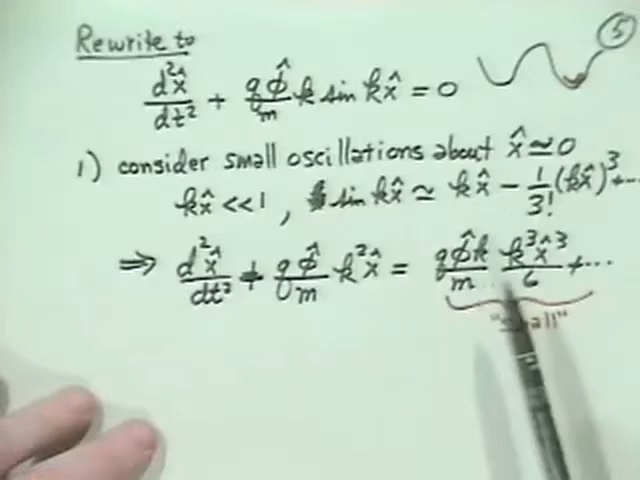 Rewrite to
5
d²x̂/dt² + qφ̂/m k sin kx̂ = 0
1) consider small oscillations about x̂ ≃ 0
kx̂ << 1, sin kx̂ ≃ kx̂ - 1/3! (kx̂)³ + ...
⇒ d²x̂/dt² + qφ̂/m k²x̂ = qφ̂k/m k³x̂³/6 + ...
"small"